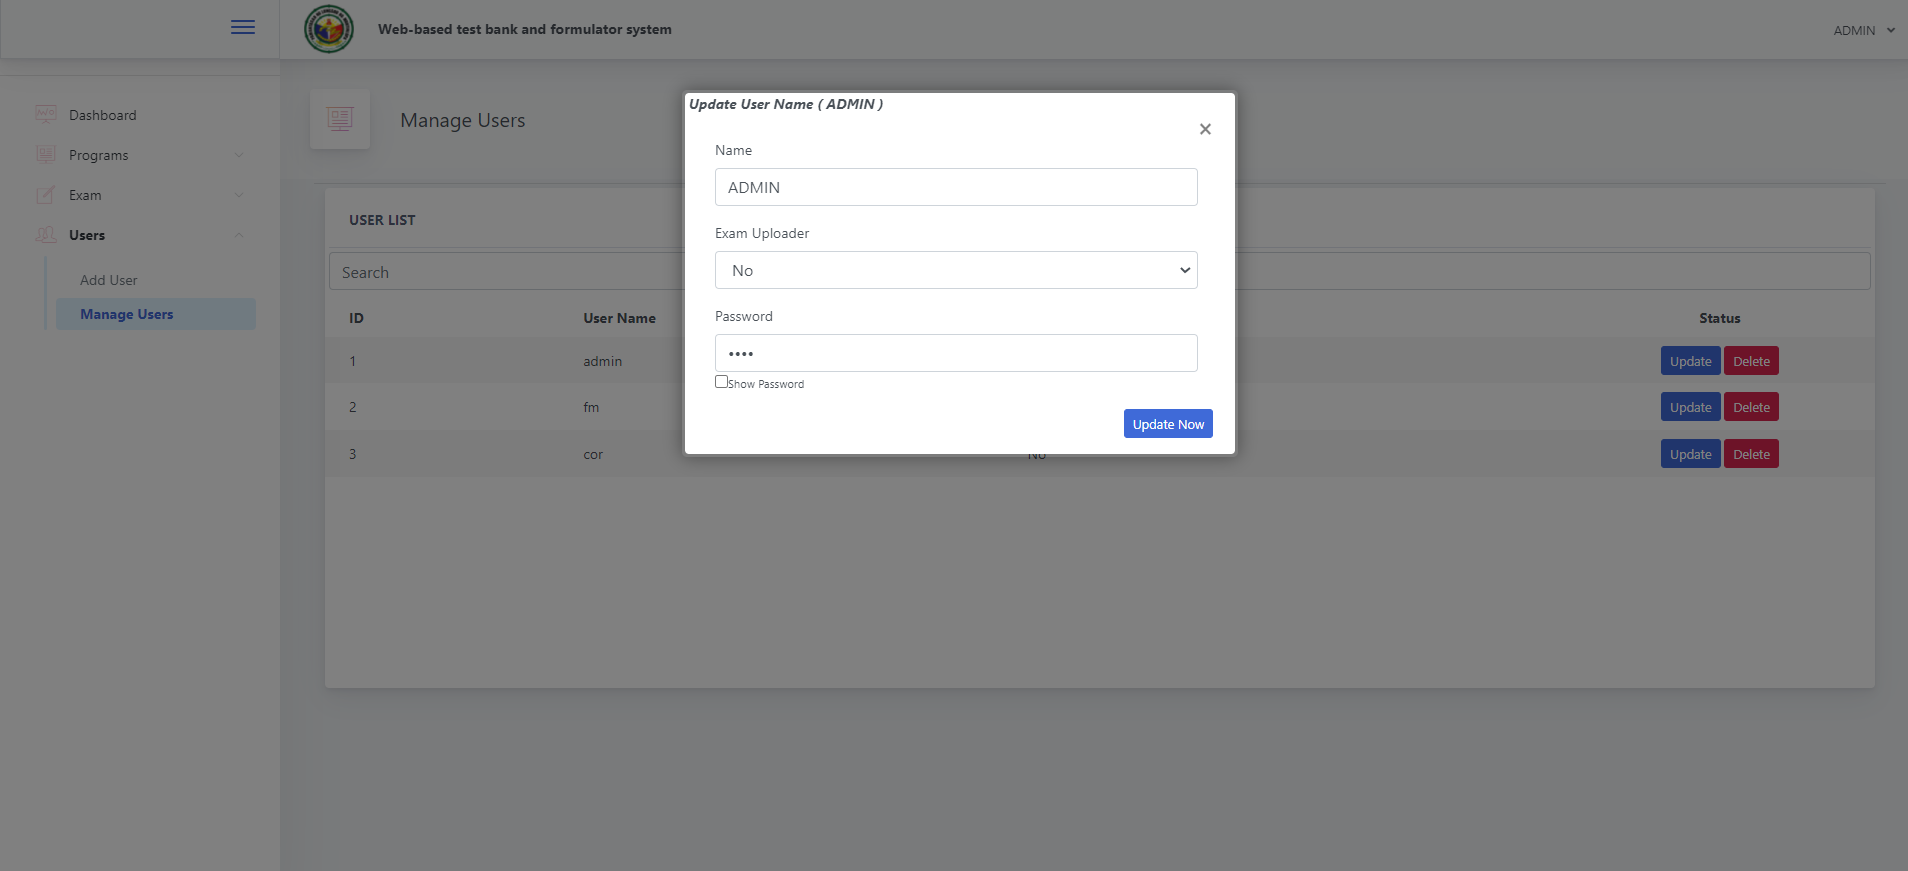 Web-based test bank and formulator system
ADMIN
Dashboard
Programs
Exam
Users
Add User
Manage Users
Manage Users
USER LIST
Search
ID User Name Status
1 admin Update Delete
2 fm Update Delete
3 cor No Update Delete
Update User Name ( ADMIN )
×
Name
ADMIN
Exam Uploader
No
Password
••••
Show Password
Update Now